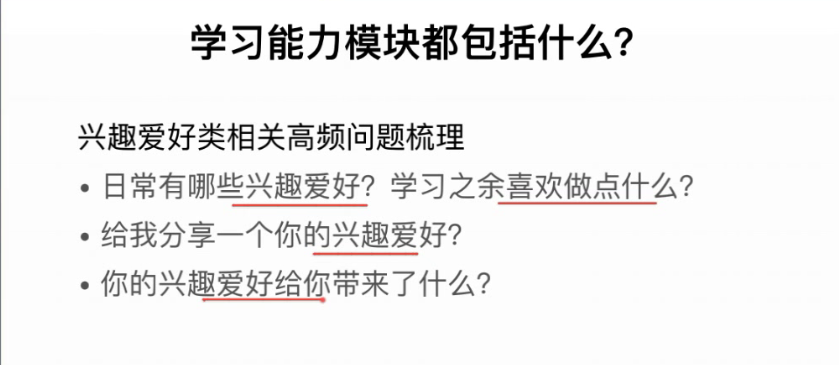 学习能力模块都包括什么？
兴趣爱好类相关高频问题梳理
• 日常有哪些兴趣爱好？学习之余喜欢做点什么？
• 给我分享一个你的兴趣爱好？
• 你的兴趣爱好给你带来了什么？